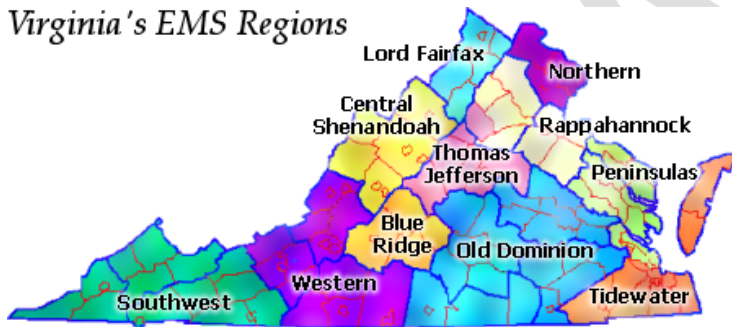 Virginia's EMS Regions
Lord Fairfax
Northern
Central
Shenandoah
Rappahannock
Thomas
Jefferson
Peninsulas
Blue
Ridge
Old Dominion
Western
Southwest
Tidewater